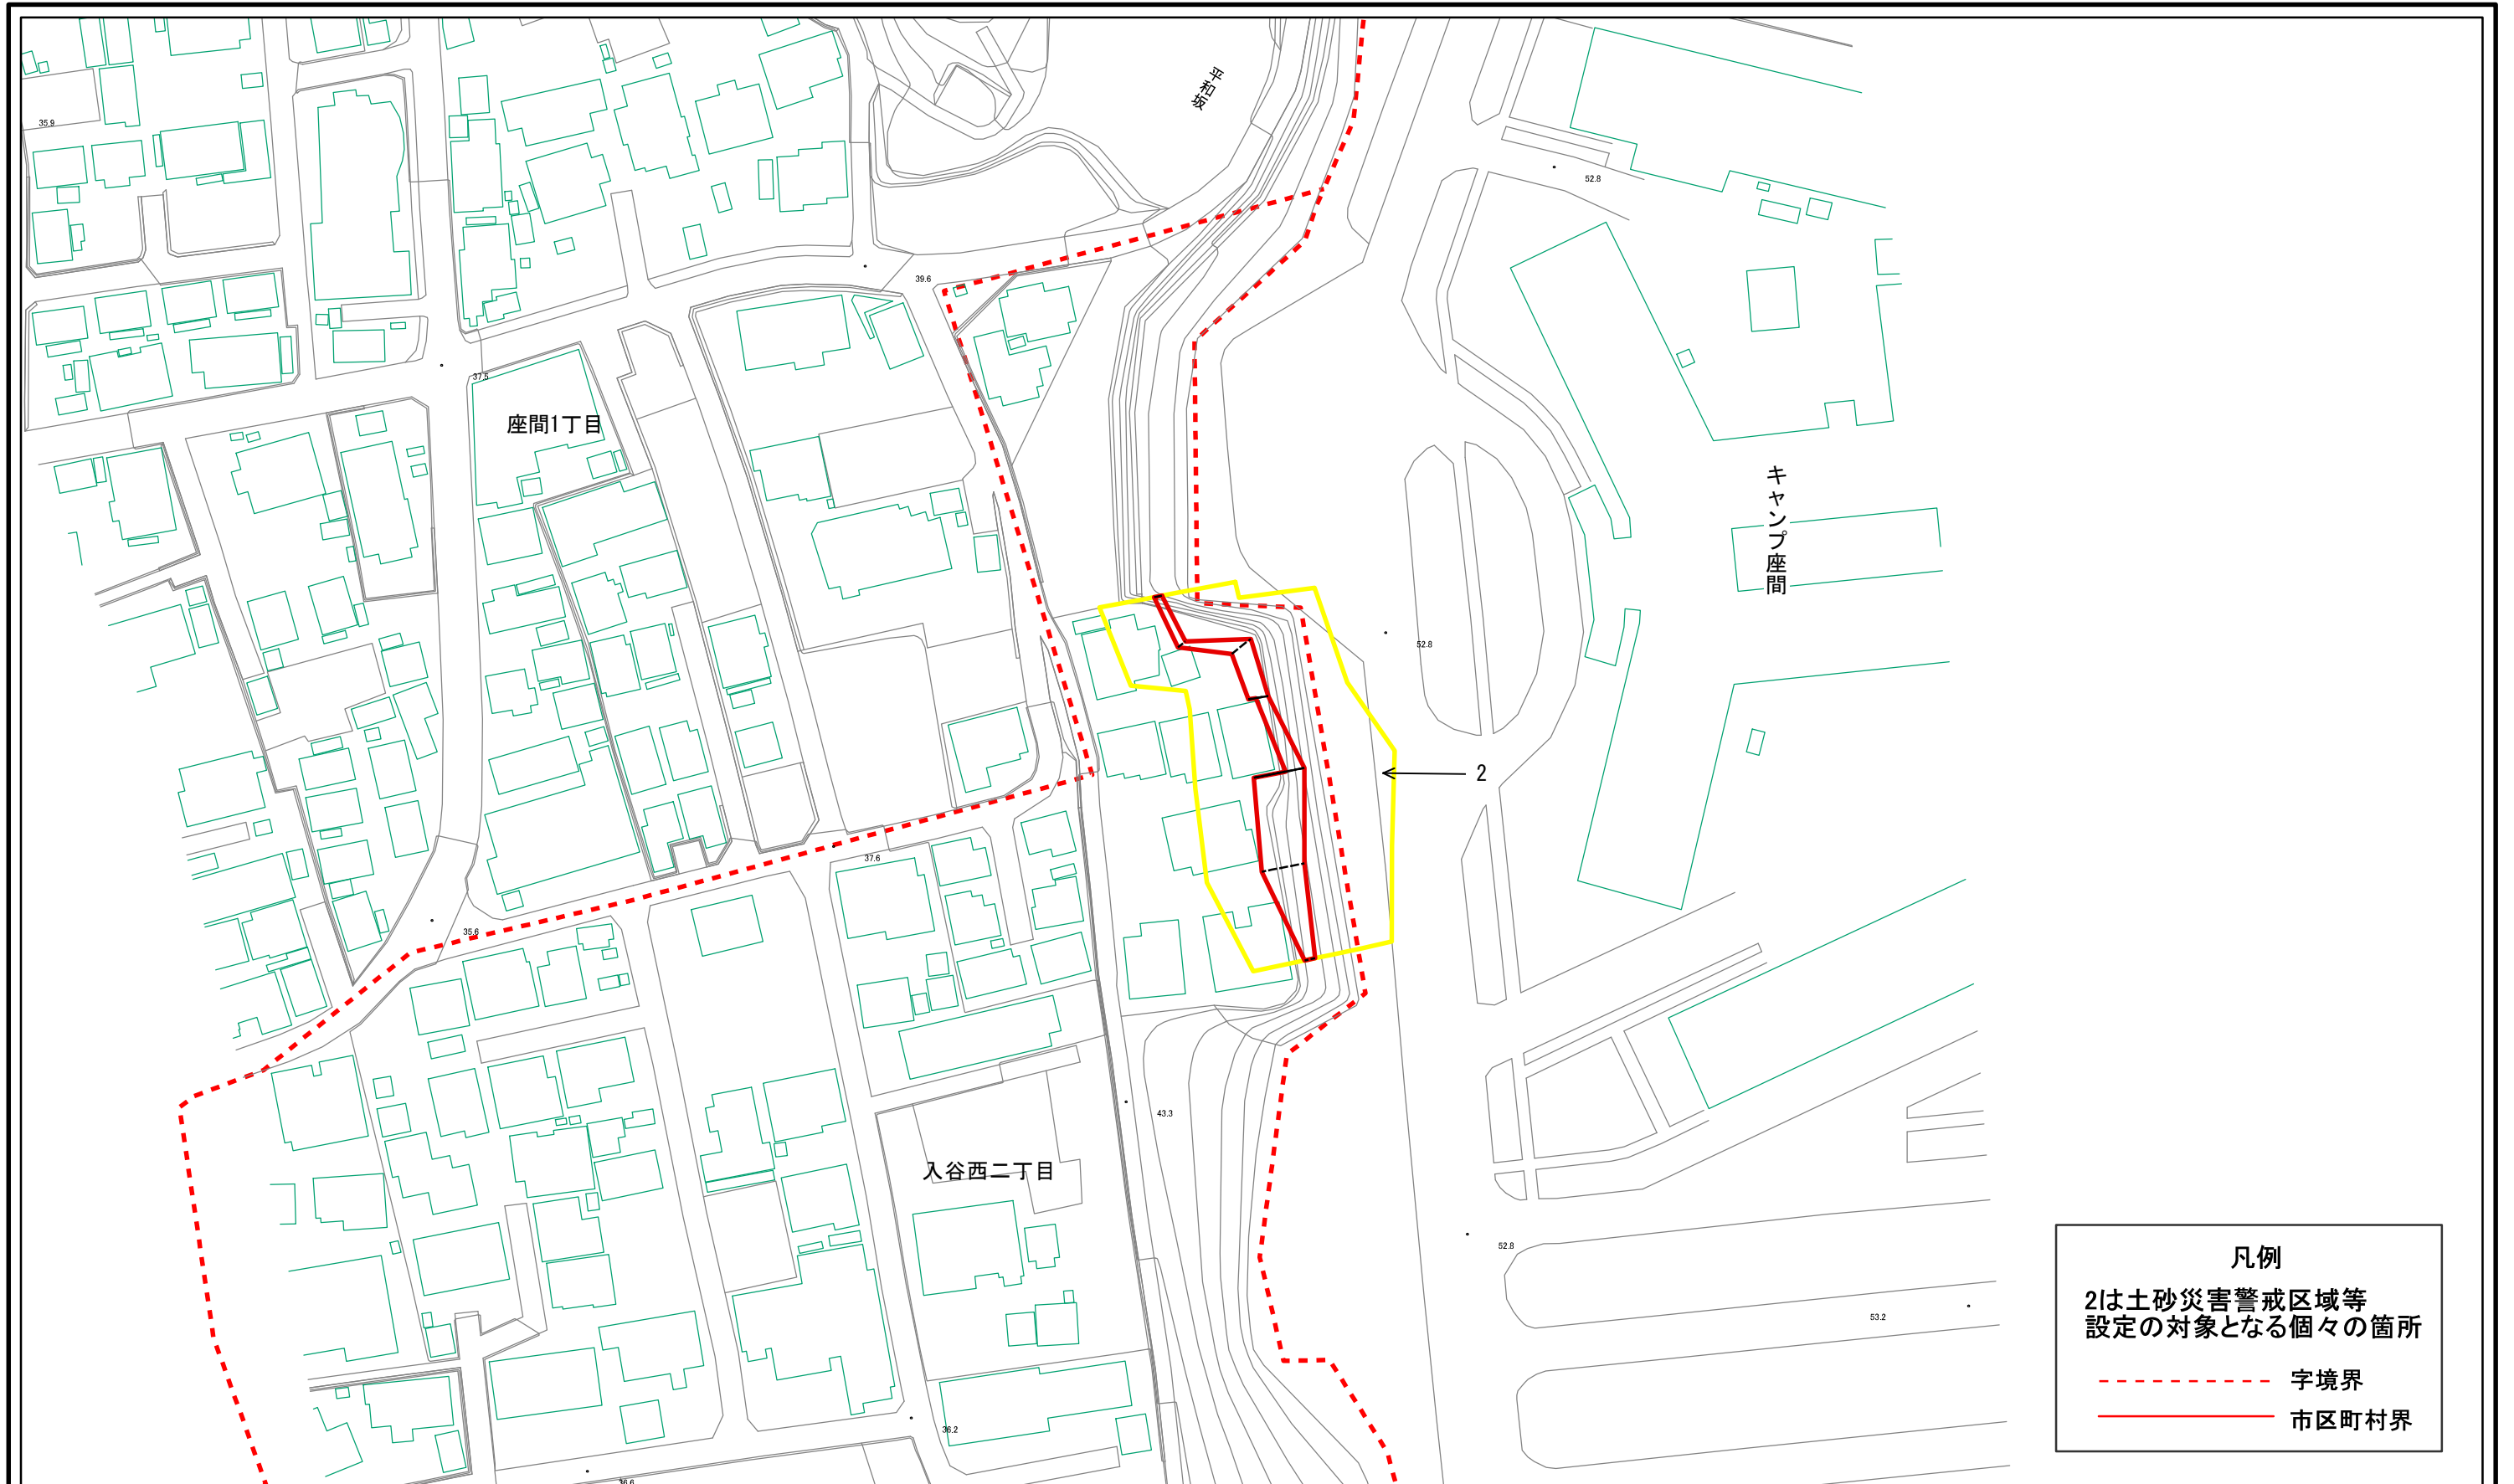 平和坂
35.9
52.8
39.6
37.5
座間1丁目
キャンプ座間
52.8
2
37.6
35.6
43.3
入谷西二丁目
52.8
53.2
36.2
36.6
凡例
2は土砂災害警戒区域等
設定の対象となる個々の箇所
字境界
市区町村界